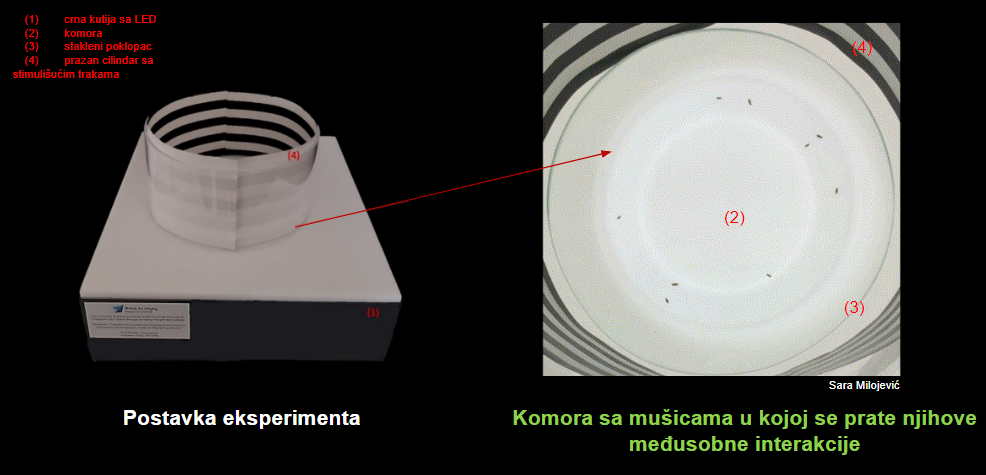 (1) crna kutija sa LED
(2) komora
(3) stakleni poklopac
(4) prazan cilindar sa
stimulišućim trakama
(4)
(1)
(4)
(2)
(3)
Sara Milojević
Postavka eksperimenta
Komora sa mušicama u kojoj se prate njihove
međusobne interakcije